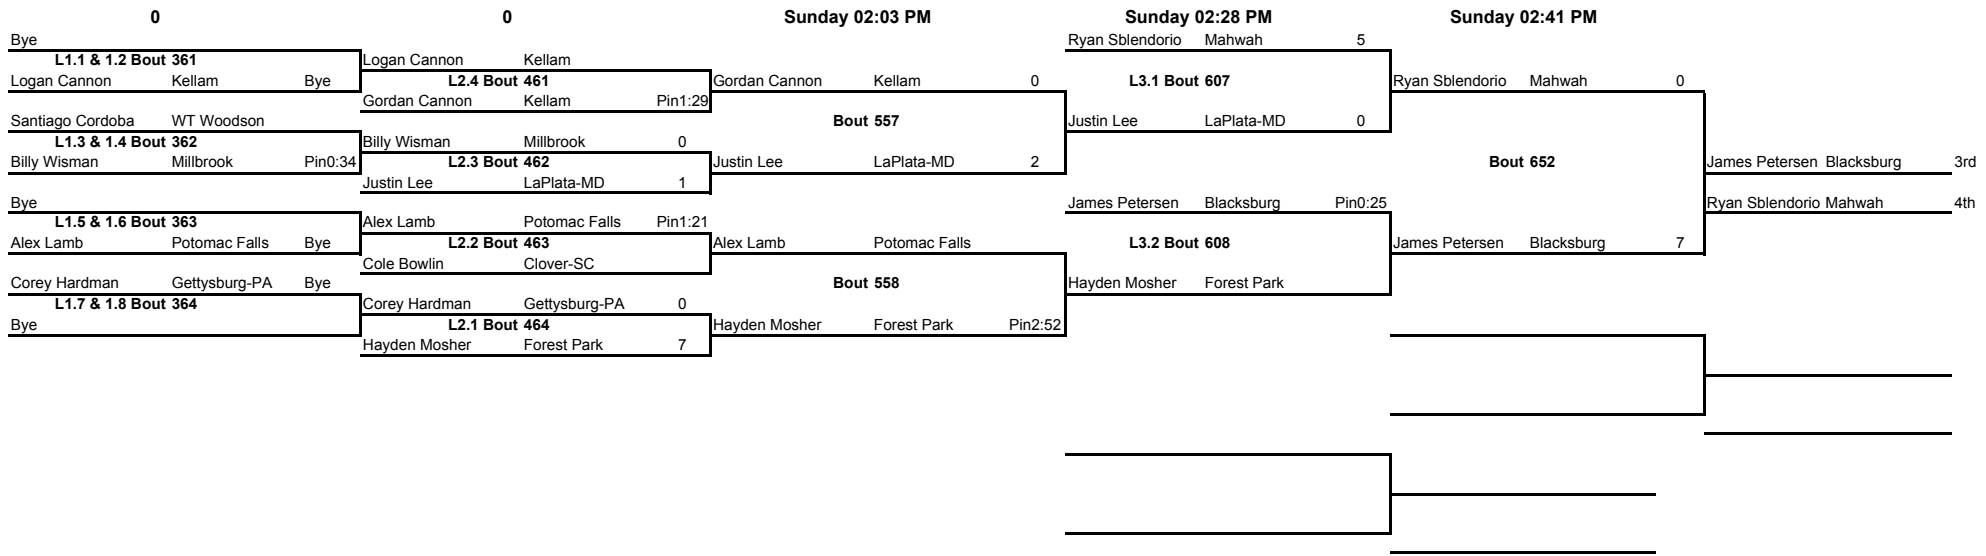 0 0 Sunday 02:03 PM Sunday 02:28 PM Sunday 02:41 PM
Bye Ryan Sblendorio Mahwah 5
L1.1 & 1.2 Bout 361 Logan Cannon Kellam
Logan Cannon Kellam Bye L2.4 Bout 461 Gordan Cannon Kellam 0 L3.1 Bout 607 Ryan Sblendorio Mahwah 0
Gordan Cannon Kellam Pin1:29
Santiago Cordoba WT Woodson Bout 557 Justin Lee LaPlata-MD 0
L1.3 & 1.4 Bout 362 Billy Wisman Millbrook 0
Billy Wisman Millbrook Pin0:34 L2.3 Bout 462 Justin Lee LaPlata-MD 2 Bout 652 James Petersen Blacksburg 3rd
Justin Lee LaPlata-MD 1
Bye James Petersen Blacksburg Pin0:25 Ryan Sblendorio Mahwah 4th
L1.5 & 1.6 Bout 363 Alex Lamb Potomac Falls Pin1:21
Alex Lamb Potomac Falls Bye L2.2 Bout 463 Alex Lamb Potomac Falls L3.2 Bout 608 James Petersen Blacksburg 7
Cole Bowlin Clover-SC
Corey Hardman Gettysburg-PA Bye Bout 558 Hayden Mosher Forest Park
L1.7 & 1.8 Bout 364 Corey Hardman Gettysburg-PA 0
Bye L2.1 Bout 464 Hayden Mosher Forest Park Pin2:52
Hayden Mosher Forest Park 7